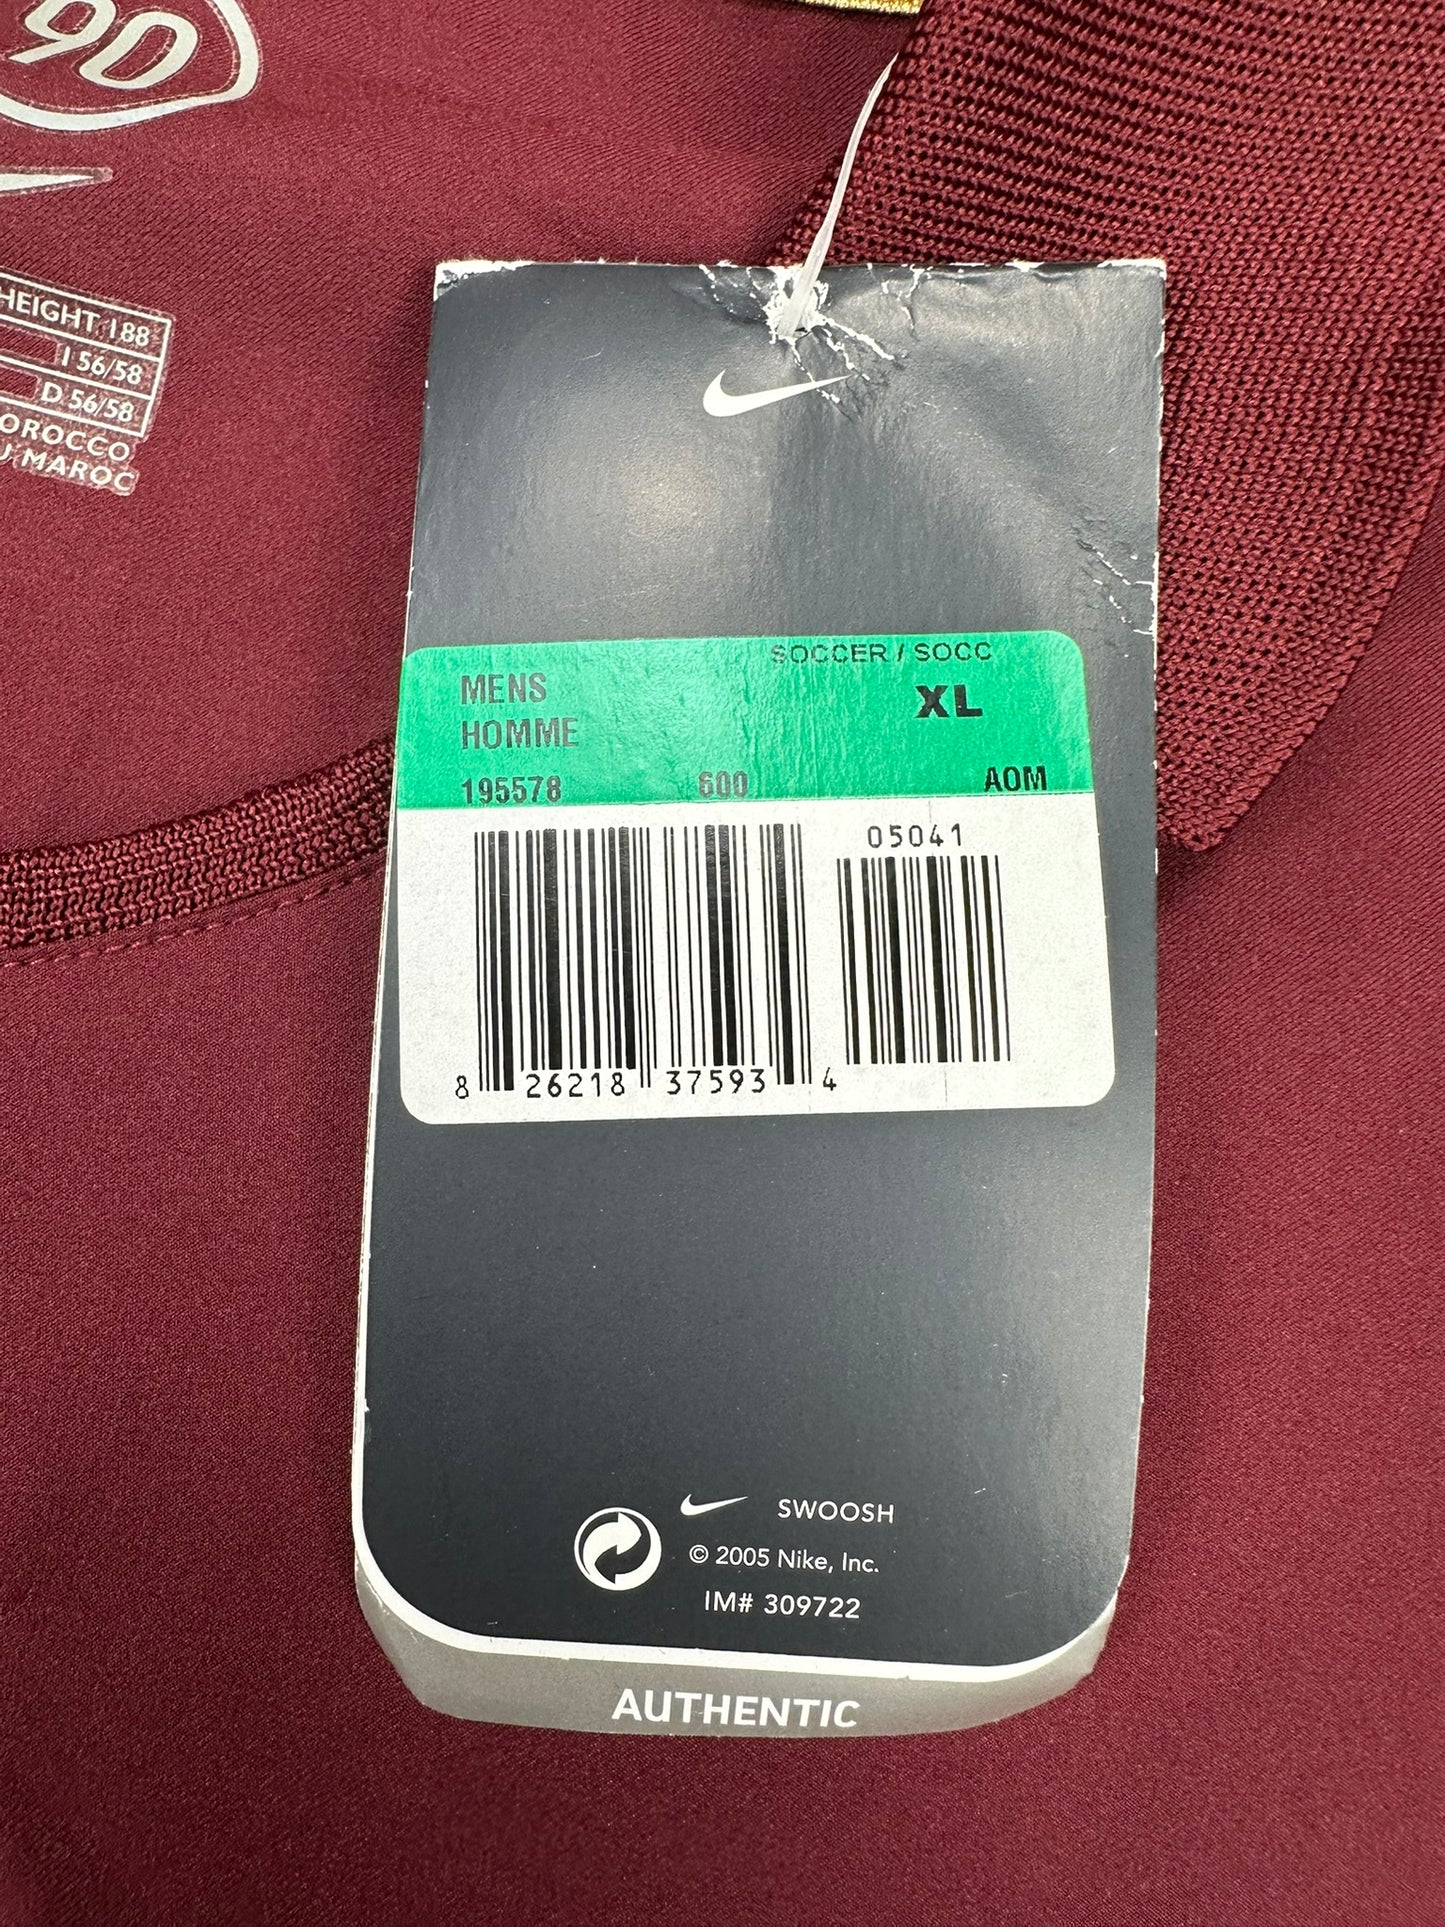 90
HEIGHT 188
I 56/58
D 56/58
MAROC
SOCCER / SOCC
MENS XL
HOMME
195578 600 AOM
05041
8 26218 37593 4
SWOOSH
© 2005 Nike, Inc.
IM# 309722
AUTHENTIC